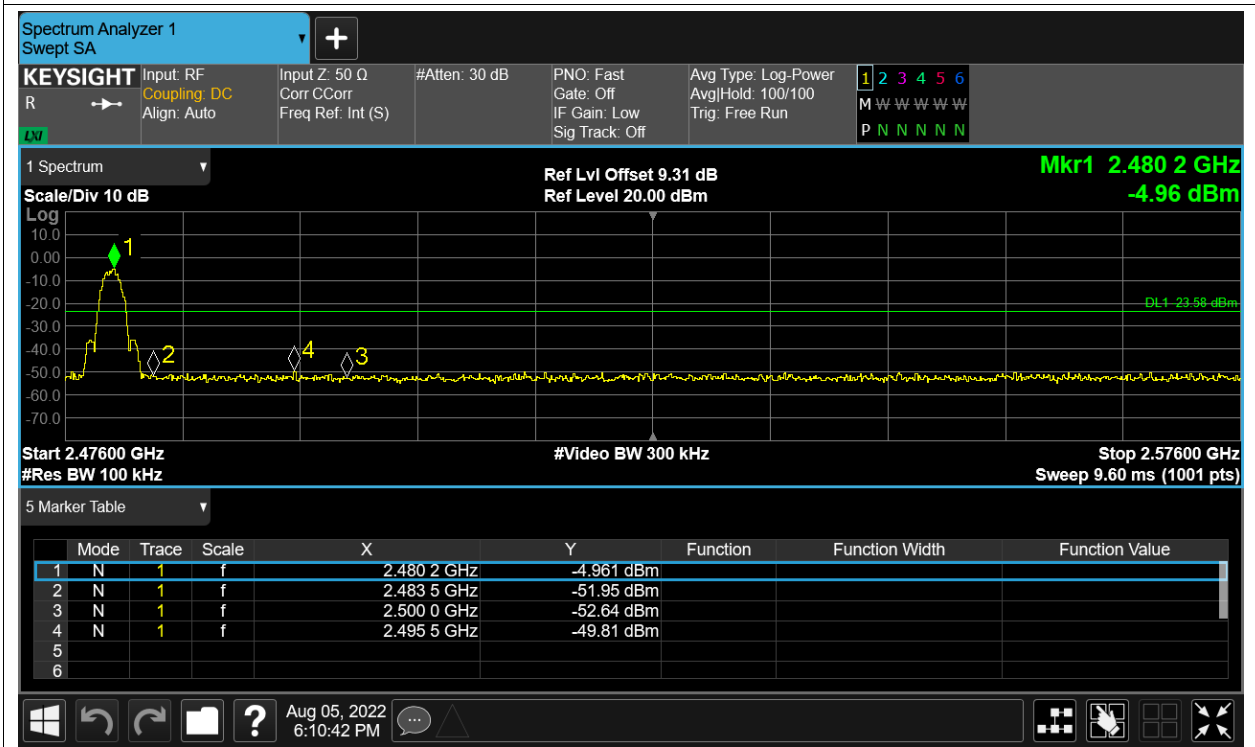 Spectrum Analyzer 1
Swept SA
KEYSIGHT Input: RF Input Z: 50 Ω #Atten: 30 dB PNO: Fast Avg Type: Log-Power 1 2 3 4 5 6
R Coupling: DC Corr CCorr Gate: Off Avg|Hold: 100/100 M W W W W W
Align: Auto Freq Ref: Int (S) IF Gain: Low Trig: Free Run
LXI Sig Track: Off P N N N N N
1 Spectrum Ref Lvl Offset 9.31 dB Mkr1 2.480 2 GHz
Scale/Div 10 dB Ref Level 20.00 dBm -4.96 dBm
Log
10.0
1
0.00
-10.0
-20.0 DL1 -23.58 dBm
-30.0
-40.0 2 4 3
-50.0
-60.0
-70.0
Start 2.47600 GHz #Video BW 300 kHz Stop 2.57600 GHz
#Res BW 100 kHz Sweep 9.60 ms (1001 pts)
5 Marker Table
Mode Trace Scale X Y Function Function Width Function Value
1 N 1 f 2.480 2 GHz -4.961 dBm
2 N 1 f 2.483 5 GHz -51.95 dBm
3 N 1 f 2.500 0 GHz -52.64 dBm
4 N 1 f 2.495 5 GHz -49.81 dBm
5
6
? Aug 05, 2022
6:10:42 PM